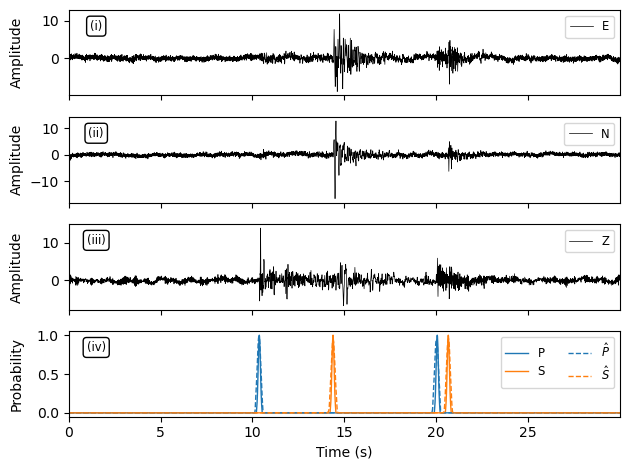 (i)
E
Amplitude
10
0
(ii)
N
Amplitude
10
0
−10
(iii)
Z
Amplitude
10
0
(iv)
P
S
P̂
Ŝ
Probability
1.0
0.5
0.0
0 5 10 15 20 25
Time (s)